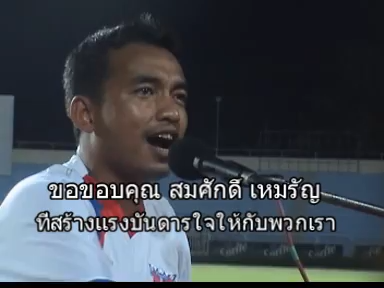 ขอขอบคุณ สมศักดิ์ เหมรัญ
ที่สร้างแรงบันดารใจให้กับพวกเรา